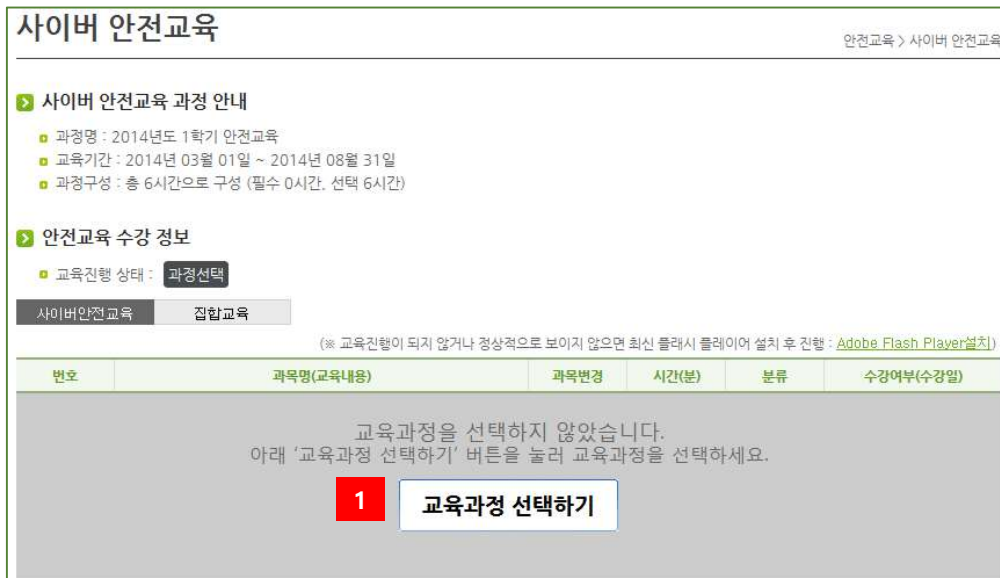 사이버 안전교육
안전교육 > 사이버 안전교육
사이버 안전교육 과정 안내
과정명 : 2014년도 1학기 안전교육
교육기간 : 2014년 03월 01일 ~ 2014년 08월 31일
과정구성 : 총 6시간으로 구성 (필수 0시간, 선택 6시간)
안전교육 수강 정보
교육진행 상태 : 과정선택
사이버안전교육 집합교육
(※ 교육진행이 되지 않거나 정상적으로 보이지 않으면 최신 플래시 플레이어 설치 후 진행 : Adobe Flash Player설치)
번호 과목명(교육내용) 과목변경 시간(분) 분류 수강여부(수강일)
교육과정을 선택하지 않았습니다.
아래 '교육과정 선택하기' 버튼을 눌러 교육과정을 선택하세요.
1 교육과정 선택하기